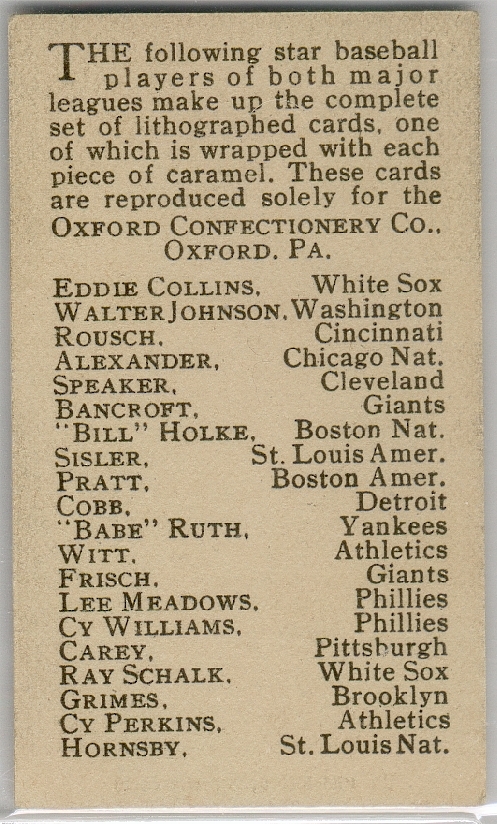 THE following star baseball
players of both major
leagues make up the complete
set of lithographed cards, one
of which is wrapped with each
piece of caramel. These cards
are reproduced solely for the
OXFORD CONFECTIONERY CO.,
OXFORD, PA.
EDDIE COLLINS, White Sox
WALTER JOHNSON, Washington
ROUSCH, Cincinnati
ALEXANDER, Chicago Nat.
SPEAKER, Cleveland
BANCROFT, Giants
"BILL" HOLKE, Boston Nat.
SISLER, St. Louis Amer.
PRATT, Boston Amer.
COBB, Detroit
"BABE" RUTH, Yankees
WITT, Athletics
FRISCH, Giants
LEE MEADOWS, Phillies
CY WILLIAMS, Phillies
CAREY, Pittsburgh
RAY SCHALK, White Sox
GRIMES, Brooklyn
CY PERKINS, Athletics
HORNSBY, St. Louis Nat.